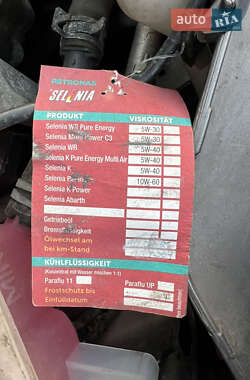 AUTO RIA
PETRONAS
SELENIA
PRODUKT VISKOSITÄT
Selenia WR Pure Energy 5W-30
Selenia Multi Power C3 5W-30
Selenia WR 5W-40
Selenia K Pure Energy Multi Air 5W-40
Selenia K 5W-40
Selenia 10W-60
Selenia K Power
Selenia Abarth
Getriebeöl
Bremsflüssigkeit
Ölwechsel am
bei km-Stand
KÜHLFLÜSSIGKEIT
(Konzentrat mit Wasser mischen 1:1)
Paraflu 11 Paraflu UP
Frostschutz bis
Einfülldatum